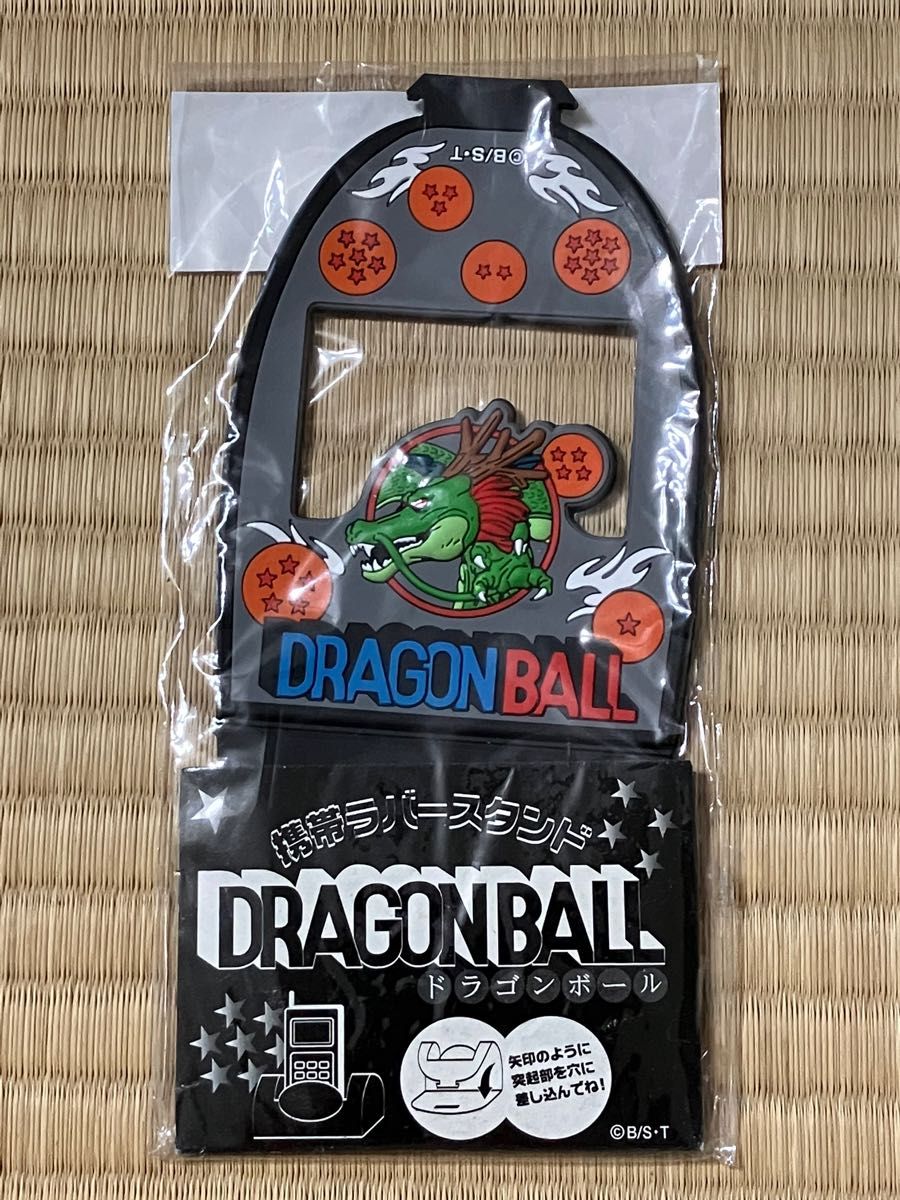 ©B/S・T
DRAGON BALL
携帯ラバースタンド
DRAGON BALL
ドラゴンボール
矢印のように
突起部を穴に
差し込んでね!
©B/S・T